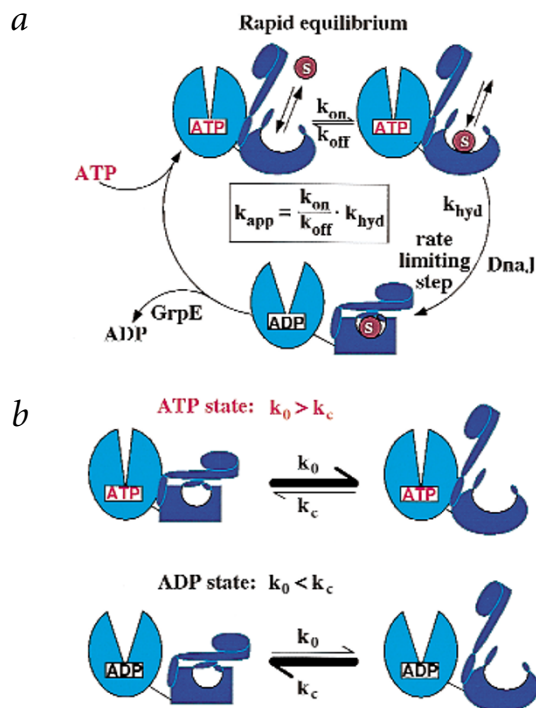 a
Rapid equilibrium
S
ATP
k_on
k_off
ATP
S
ATP
k_app = k_on / k_off · k_hyd
k_hyd
rate
limiting
step
DnaJ
GrpE
ADP
ADP
S
b
ATP state: k_0 > k_c
ATP
k_0
k_c
ATP
ADP state: k_0 < k_c
ADP
k_0
k_c
ADP